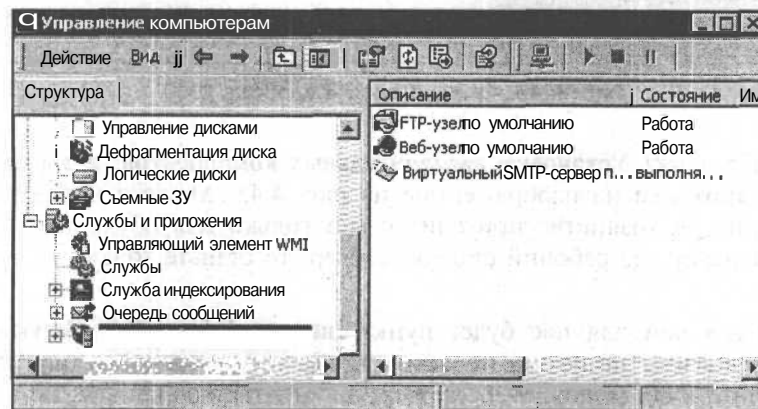 Управление компьютерам
Действие Вид jj
Структура
Описание j Состояние Им
Управление дисками
FTP-узел по умолчанию Работа
i Дефрагментация диска
Веб-узел по умолчанию Работа
Логические диски
Виртуальный SMTP-сервер п... выполня...
Съемные ЗУ
Службы и приложения
Управляющий элемент WMI
Службы
Служба индексирования
Очередь сообщений